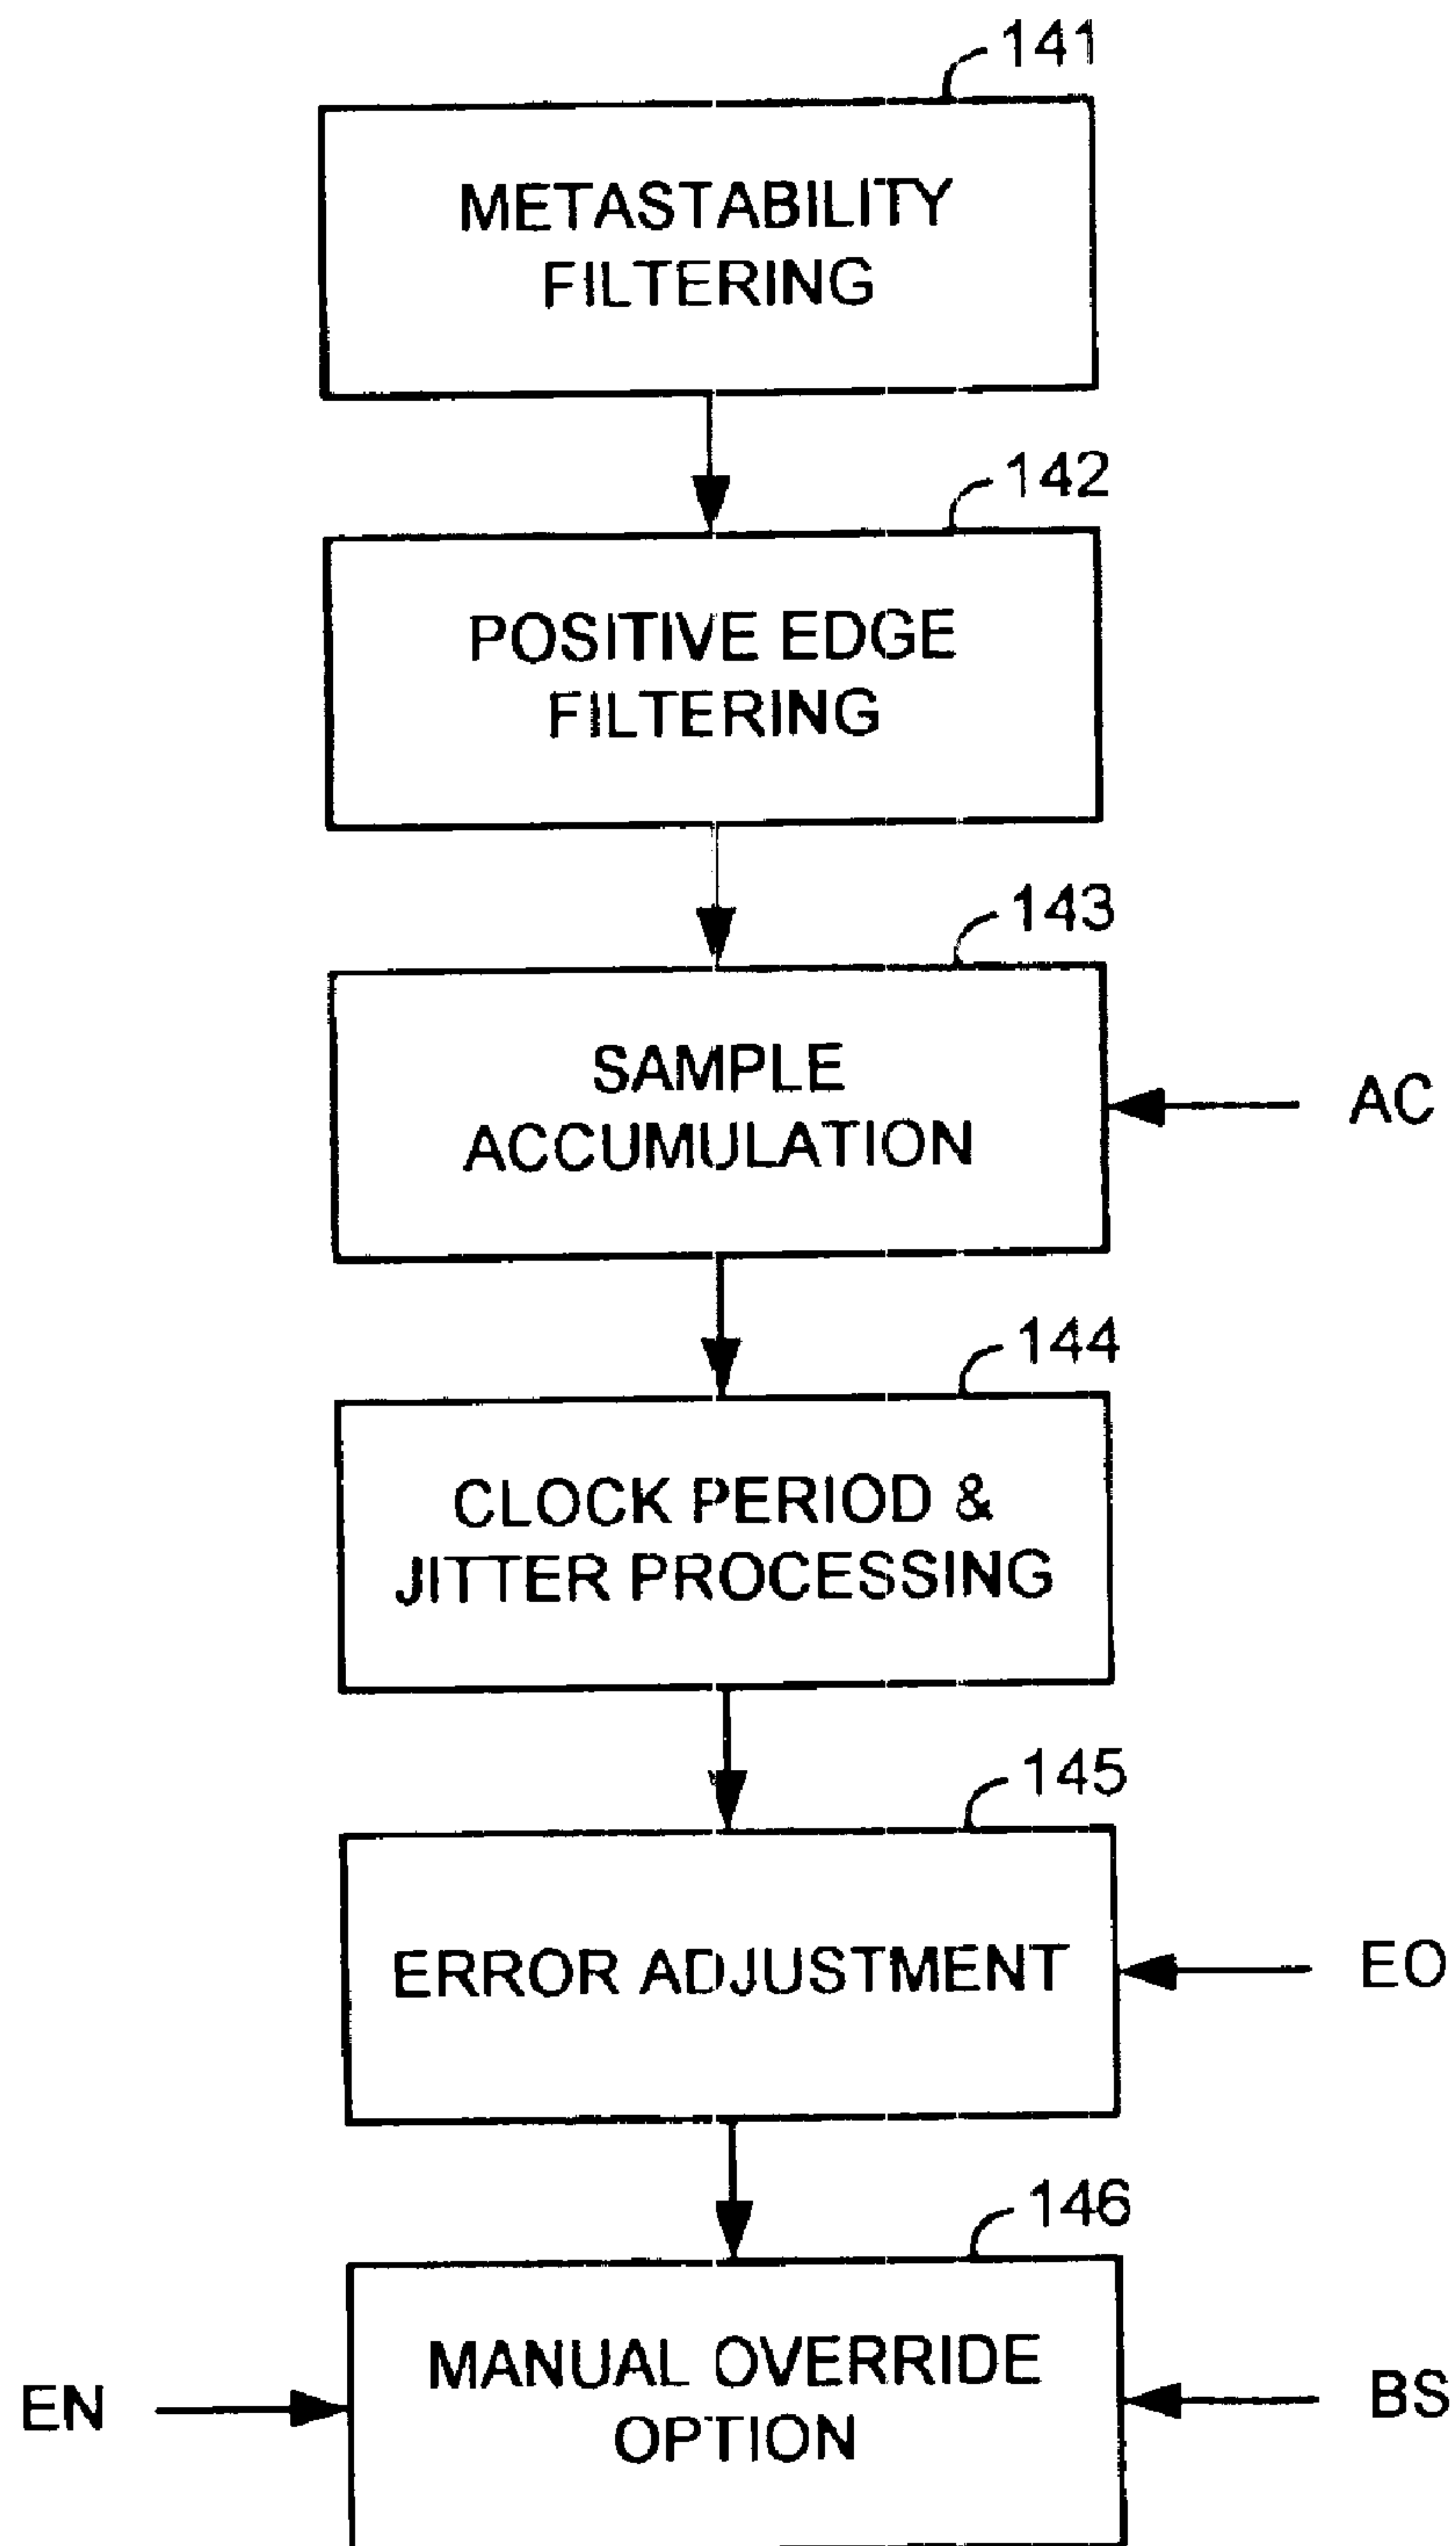 141
METASTABILITY
FILTERING
142
POSITIVE EDGE
FILTERING
143
SAMPLE
ACCUMULATION
AC
144
CLOCK PERIOD &
JITTER PROCESSING
145
ERROR ADJUSTMENT
EO
146
MANUAL OVERRIDE
OPTION
EN
BS